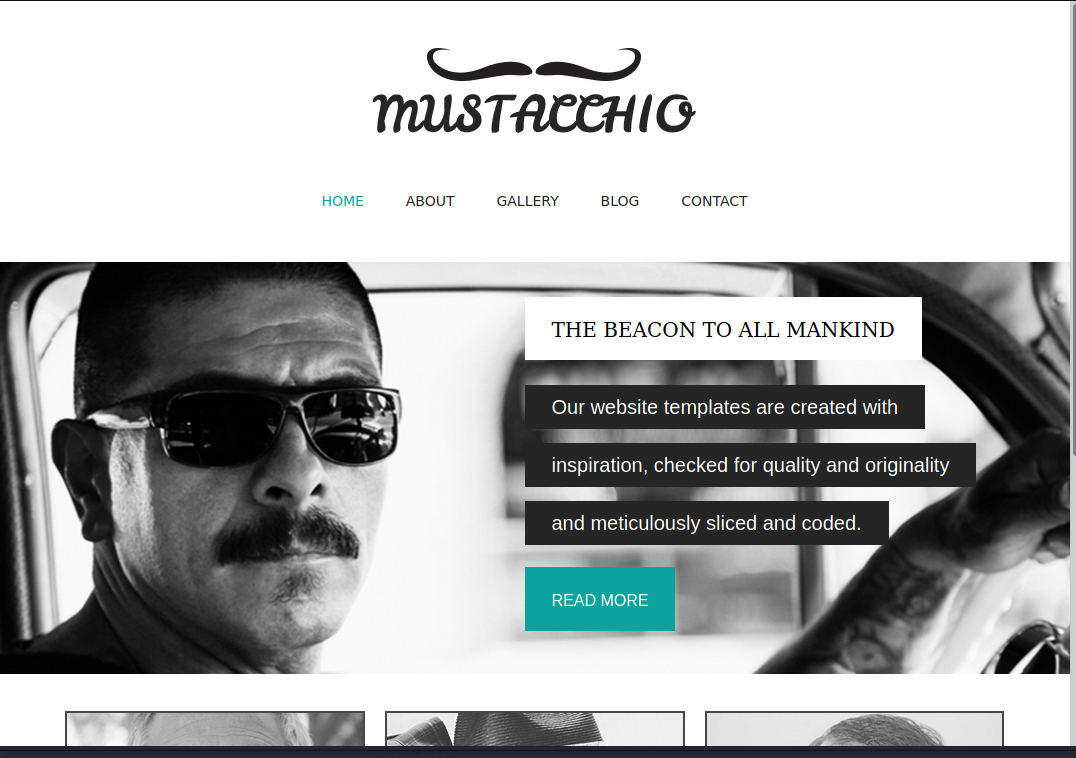 MUSTACCHIO
HOME ABOUT GALLERY BLOG CONTACT
THE BEACON TO ALL MANKIND
Our website templates are created with
inspiration, checked for quality and originality
and meticulously sliced and coded.
READ MORE